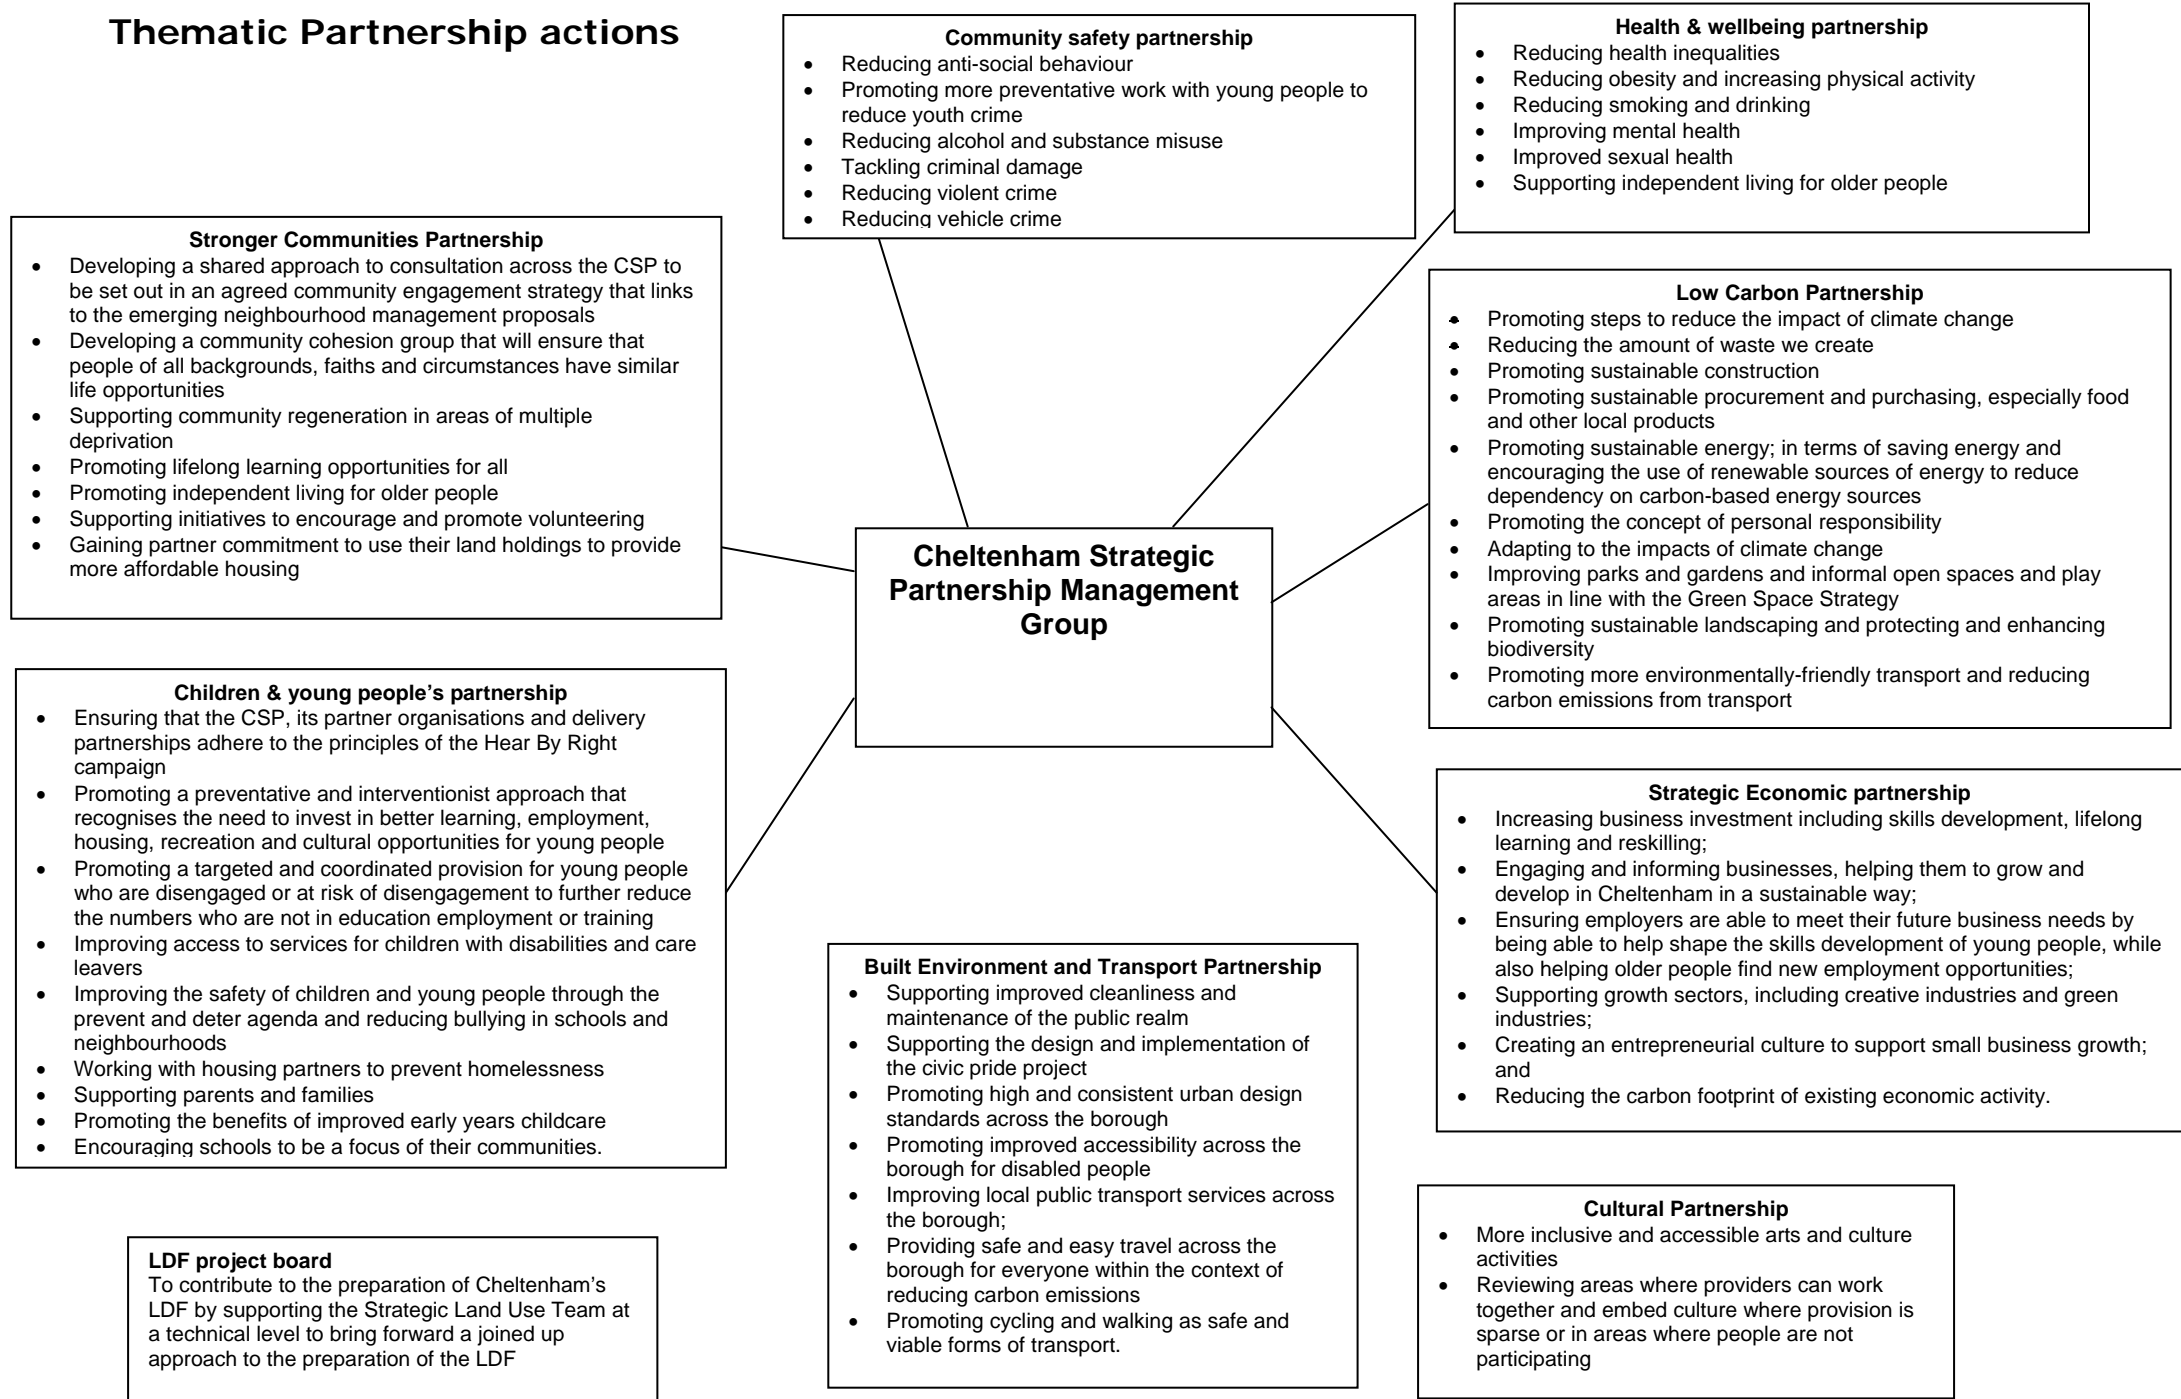 Thematic Partnership actions
Community safety partnership
• Reducing anti-social behaviour
• Promoting more preventative work with young people to
reduce youth crime
• Reducing alcohol and substance misuse
• Tackling criminal damage
• Reducing violent crime
• Reducing vehicle crime
Health & wellbeing partnership
• Reducing health inequalities
• Reducing obesity and increasing physical activity
• Reducing smoking and drinking
• Improving mental health
• Improved sexual health
• Supporting independent living for older people
Stronger Communities Partnership
• Developing a shared approach to consultation across the CSP to
be set out in an agreed community engagement strategy that links
to the emerging neighbourhood management proposals
• Developing a community cohesion group that will ensure that
people of all backgrounds, faiths and circumstances have similar
life opportunities
• Supporting community regeneration in areas of multiple
deprivation
• Promoting lifelong learning opportunities for all
• Promoting independent living for older people
• Supporting initiatives to encourage and promote volunteering
• Gaining partner commitment to use their land holdings to provide
more affordable housing
Low Carbon Partnership
• Promoting steps to reduce the impact of climate change
• Reducing the amount of waste we create
• Promoting sustainable construction
• Promoting sustainable procurement and purchasing, especially food
and other local products
• Promoting sustainable energy; in terms of saving energy and
encouraging the use of renewable sources of energy to reduce
dependency on carbon-based energy sources
• Promoting the concept of personal responsibility
• Adapting to the impacts of climate change
• Improving parks and gardens and informal open spaces and play
areas in line with the Green Space Strategy
• Promoting sustainable landscaping and protecting and enhancing
biodiversity
• Promoting more environmentally-friendly transport and reducing
carbon emissions from transport
Cheltenham Strategic
Partnership Management
Group
Children & young people's partnership
• Ensuring that the CSP, its partner organisations and delivery
partnerships adhere to the principles of the Hear By Right
campaign
• Promoting a preventative and interventionist approach that
recognises the need to invest in better learning, employment,
housing, recreation and cultural opportunities for young people
• Promoting a targeted and coordinated provision for young people
who are disengaged or at risk of disengagement to further reduce
the numbers who are not in education employment or training
• Improving access to services for children with disabilities and care
leavers
• Improving the safety of children and young people through the
prevent and deter agenda and reducing bullying in schools and
neighbourhoods
• Working with housing partners to prevent homelessness
• Supporting parents and families
• Promoting the benefits of improved early years childcare
• Encouraging schools to be a focus of their communities.
Strategic Economic partnership
• Increasing business investment including skills development, lifelong
learning and reskilling;
• Engaging and informing businesses, helping them to grow and
develop in Cheltenham in a sustainable way;
• Ensuring employers are able to meet their future business needs by
being able to help shape the skills development of young people, while
also helping older people find new employment opportunities;
• Supporting growth sectors, including creative industries and green
industries;
• Creating an entrepreneurial culture to support small business growth;
and
• Reducing the carbon footprint of existing economic activity.
Built Environment and Transport Partnership
• Supporting improved cleanliness and
maintenance of the public realm
• Supporting the design and implementation of
the civic pride project
• Promoting high and consistent urban design
standards across the borough
• Promoting improved accessibility across the
borough for disabled people
• Improving local public transport services across
the borough;
• Providing safe and easy travel across the
borough for everyone within the context of
reducing carbon emissions
• Promoting cycling and walking as safe and
viable forms of transport.
LDF project board
To contribute to the preparation of Cheltenham's
LDF by supporting the Strategic Land Use Team at
a technical level to bring forward a joined up
approach to the preparation of the LDF
Cultural Partnership
• More inclusive and accessible arts and culture
activities
• Reviewing areas where providers can work
together and embed culture where provision is
sparse or in areas where people are not
participating